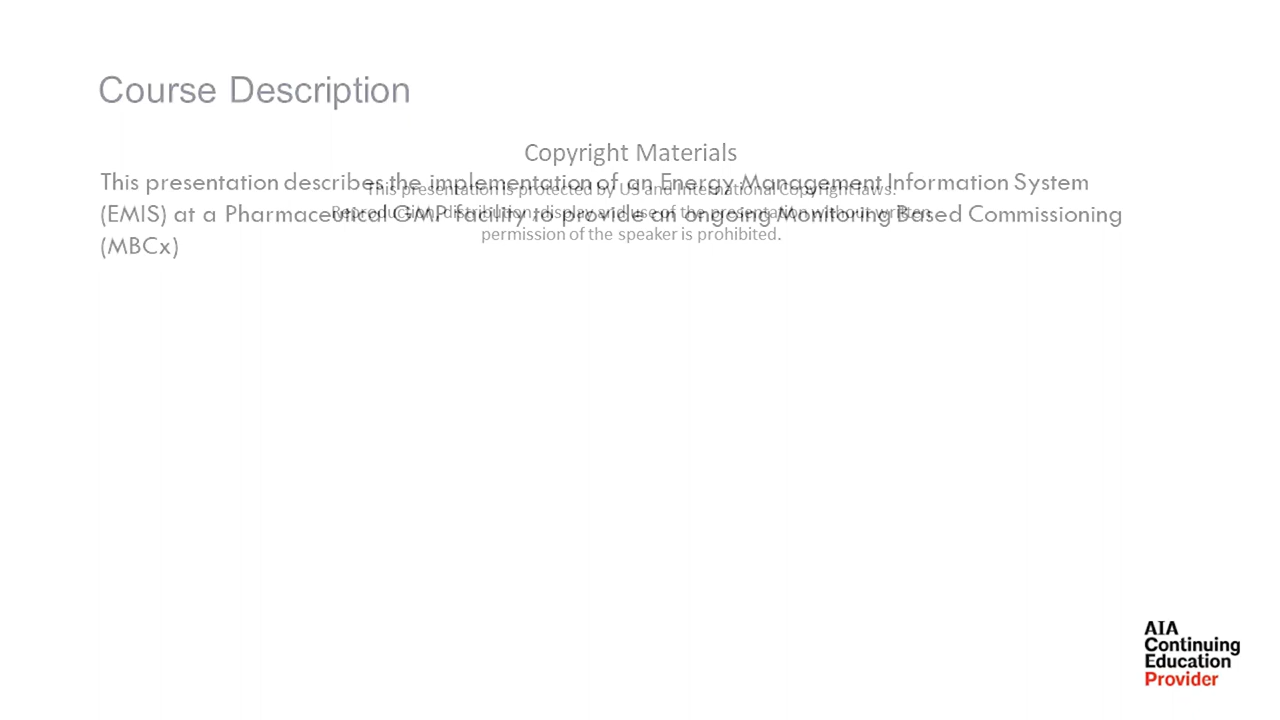 Course Description
Copyright Materials
This presentation describes the implementation of an Energy Management Information System
This presentation is protected by US and International Copyright laws.
(EMIS) at a Pharmaceutical GMP facility to provide an ongoing Monitoring Based Commissioning
Reproduction, distribution, display and use of the presentation without written
permission of the speaker is prohibited.
(MBCx)
AIA
Continuing
Education
Provider